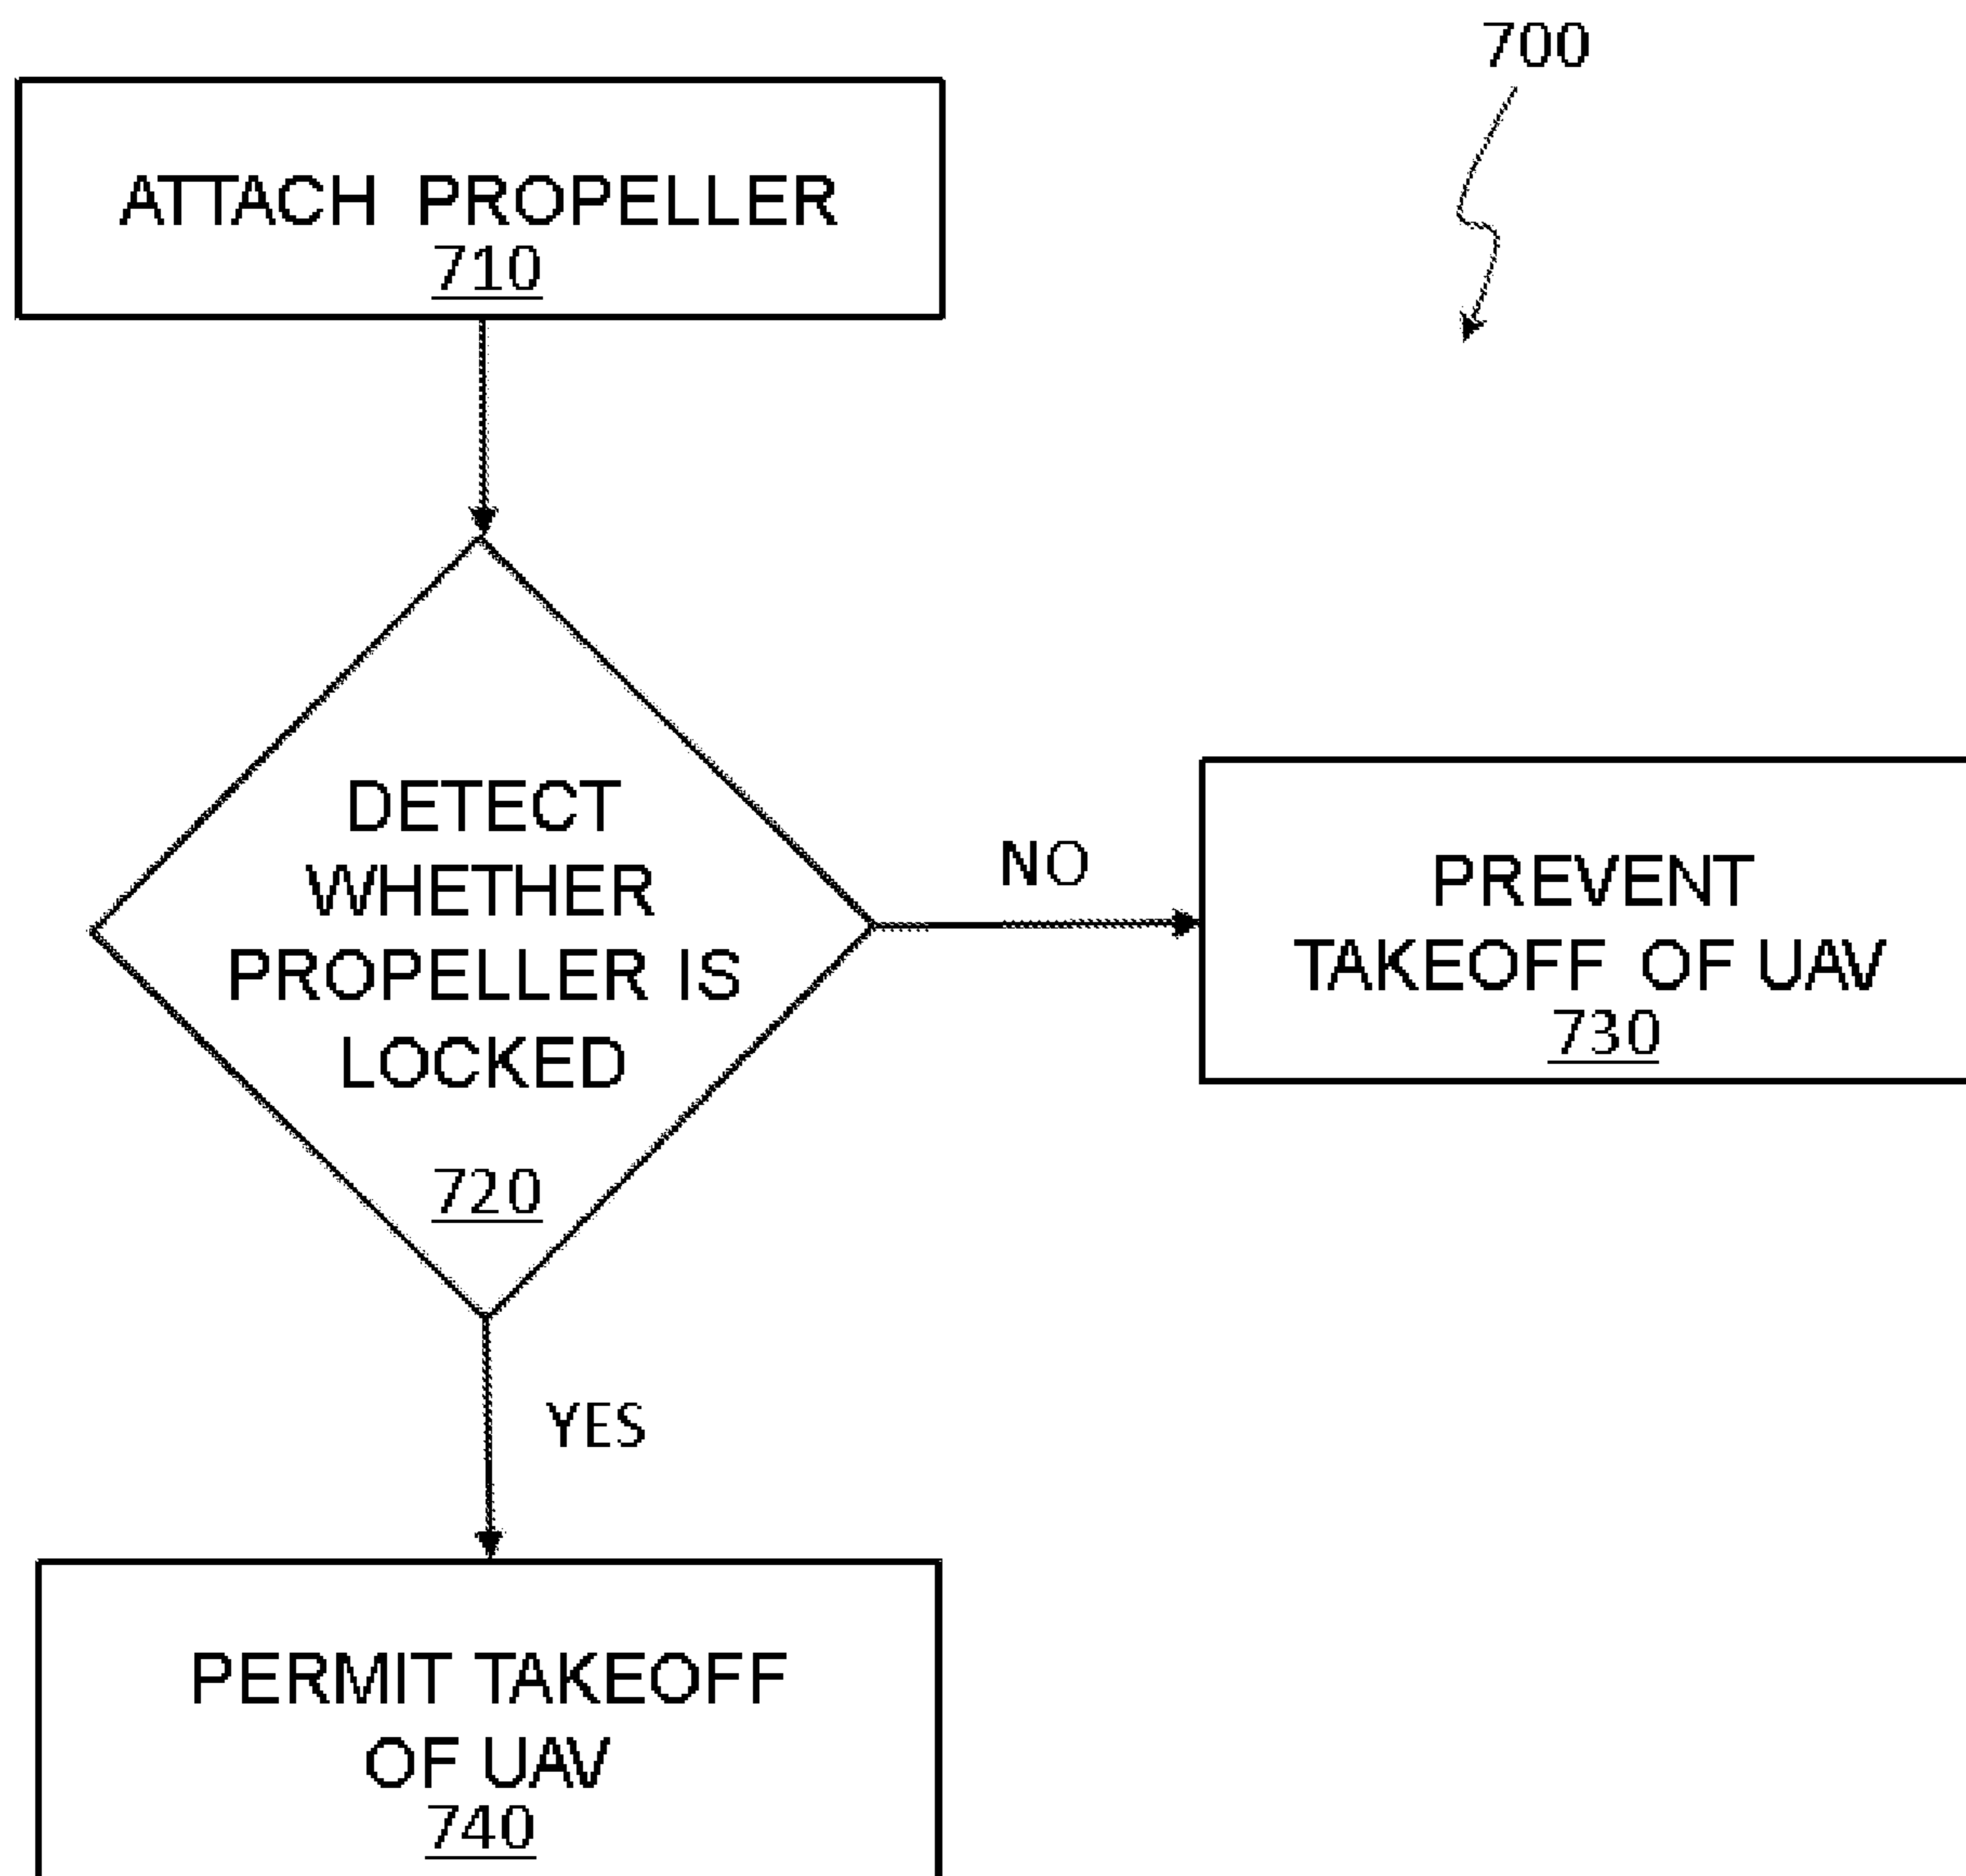 700
ATTACH PROPELLER
710
DETECT
WHETHER
PROPELLER IS
LOCKED
720
NO
PREVENT
TAKEOFF OF UAV
730
YES
PERMIT TAKEOFF
OF UAV
740